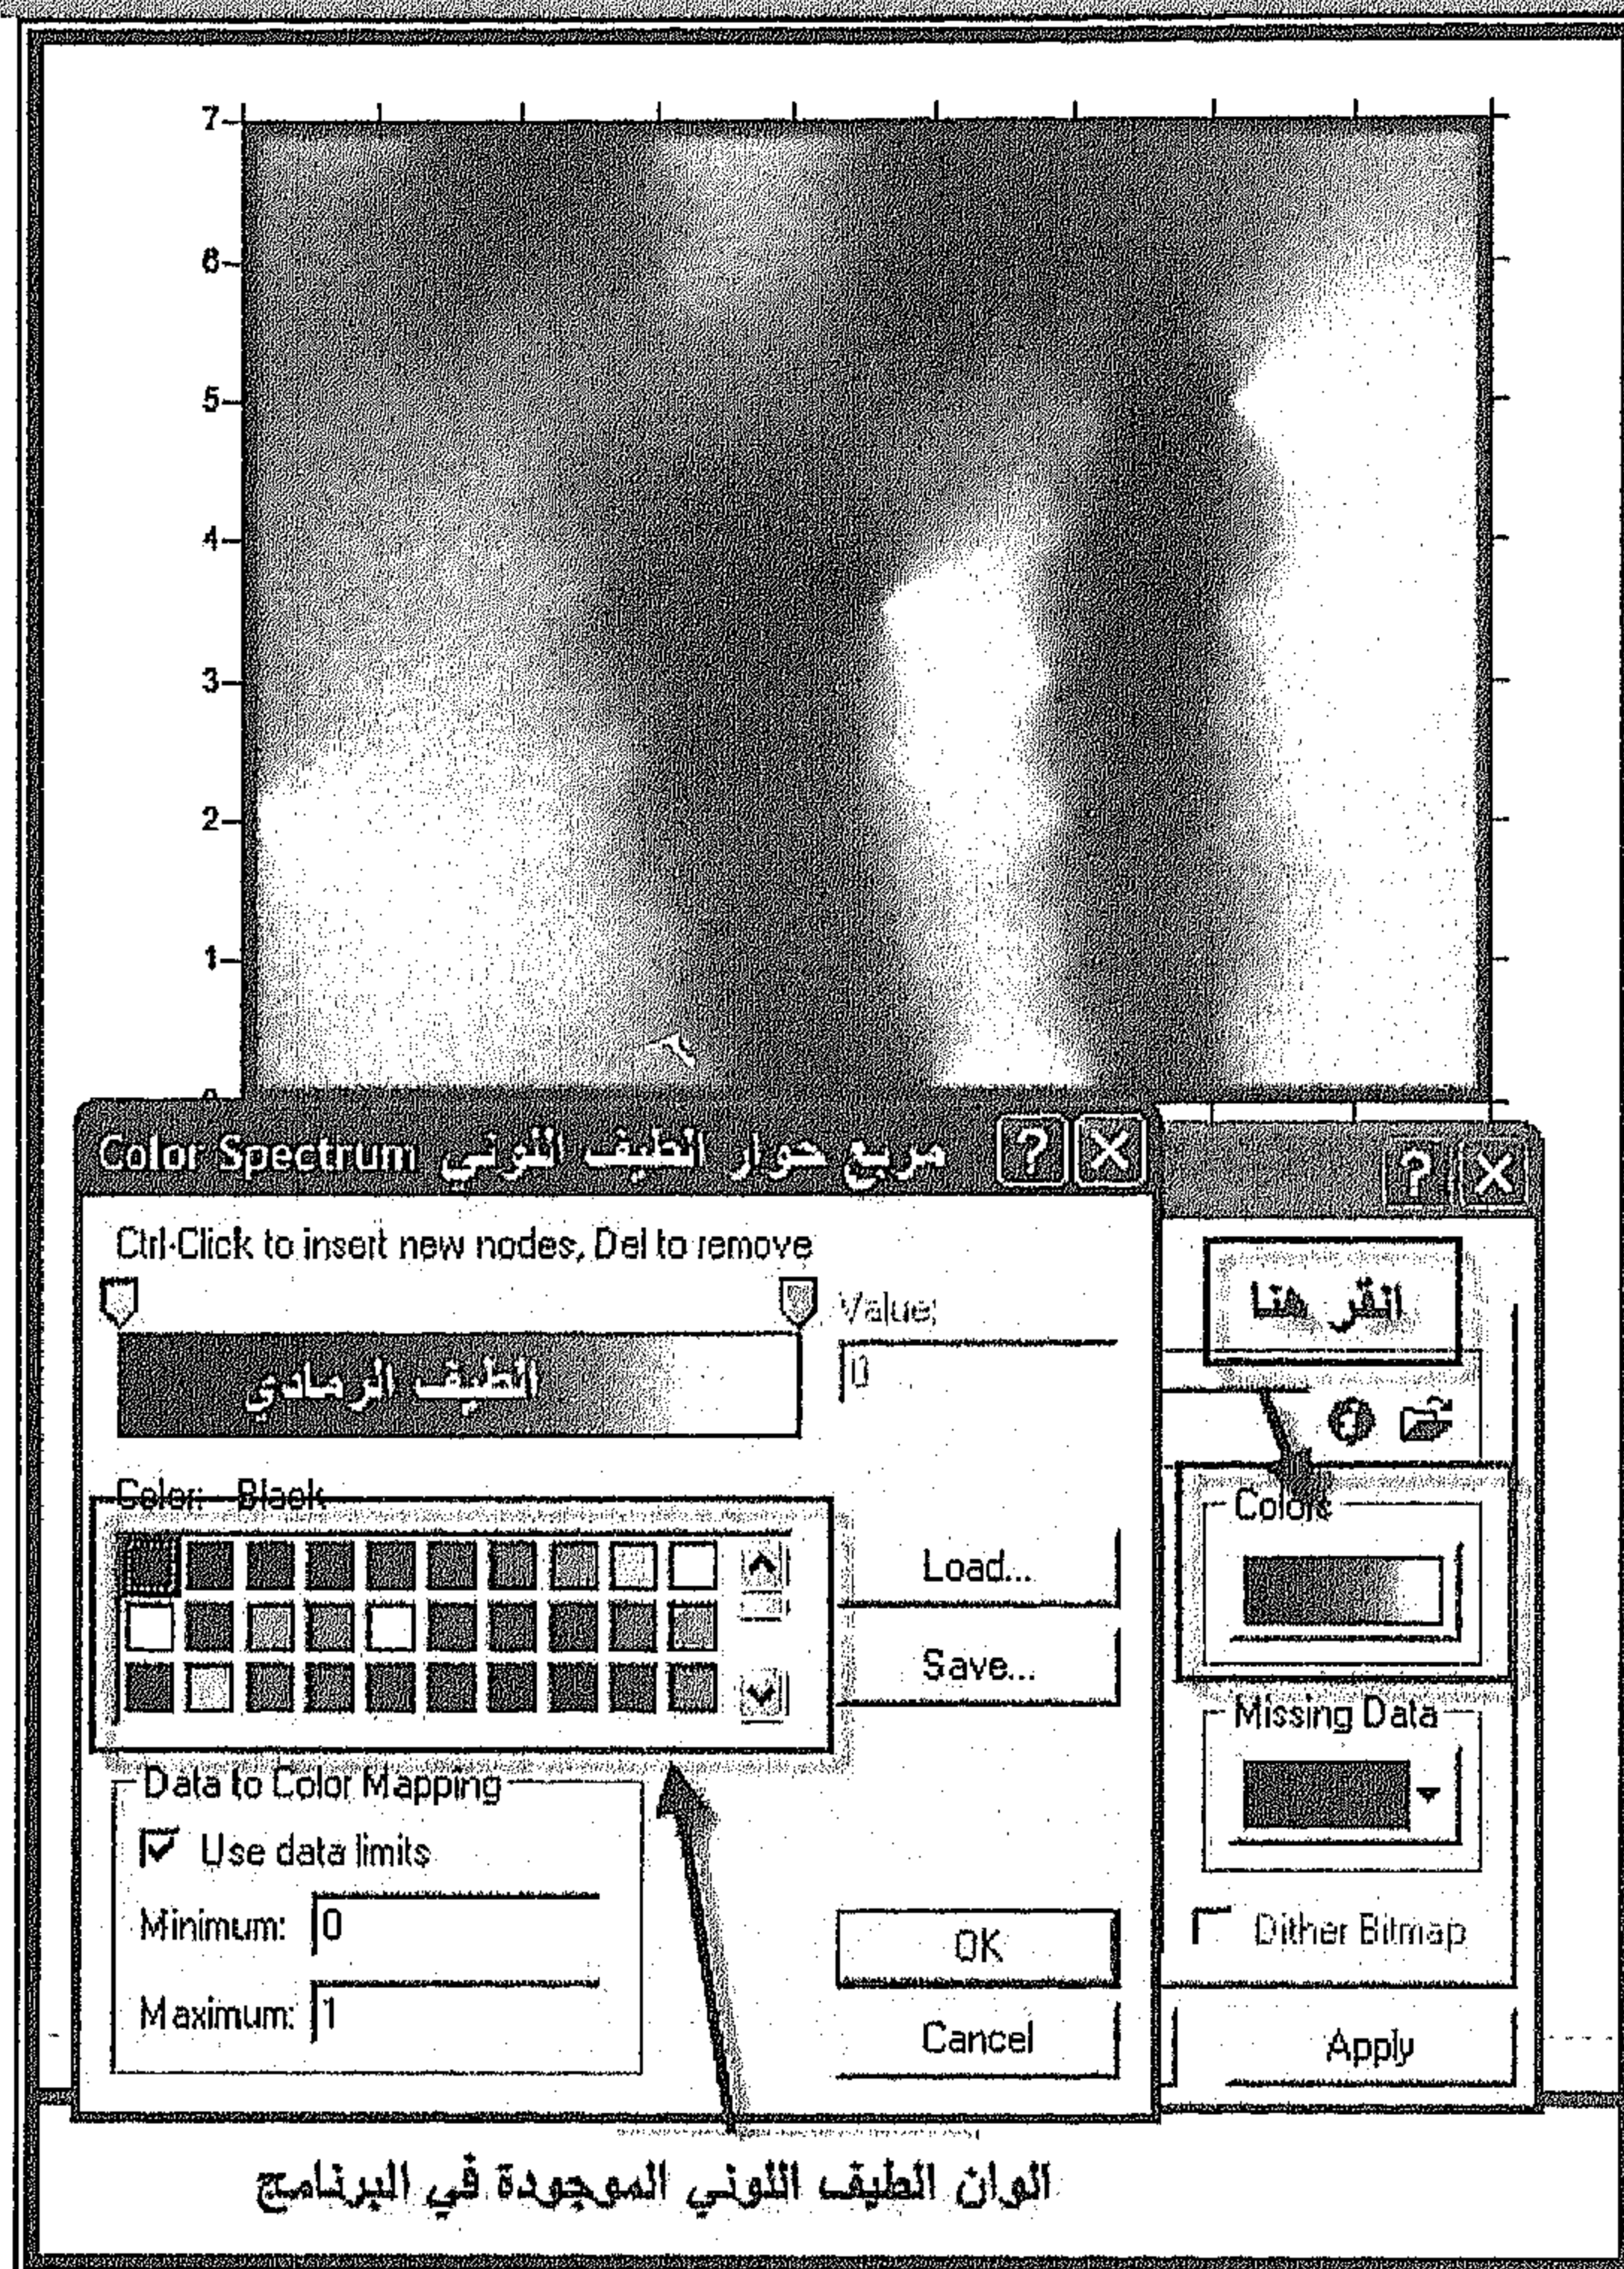 7
6
5
4
3
2
1
0
Color Spectrum مربع حوار الطيف اللوني
Ctrl-Click to insert new nodes, Del to remove
Value:
0
انقر هنا
الطيف الرمادي
Color: Black
Colors
Load...
Save...
Missing Data
Data to Color Mapping
Use data limits
Minimum: 0
Maximum: 1
OK
Cancel
Dither Bitmap
Apply
الوان الطيف اللوني الموجودة في البرنامج